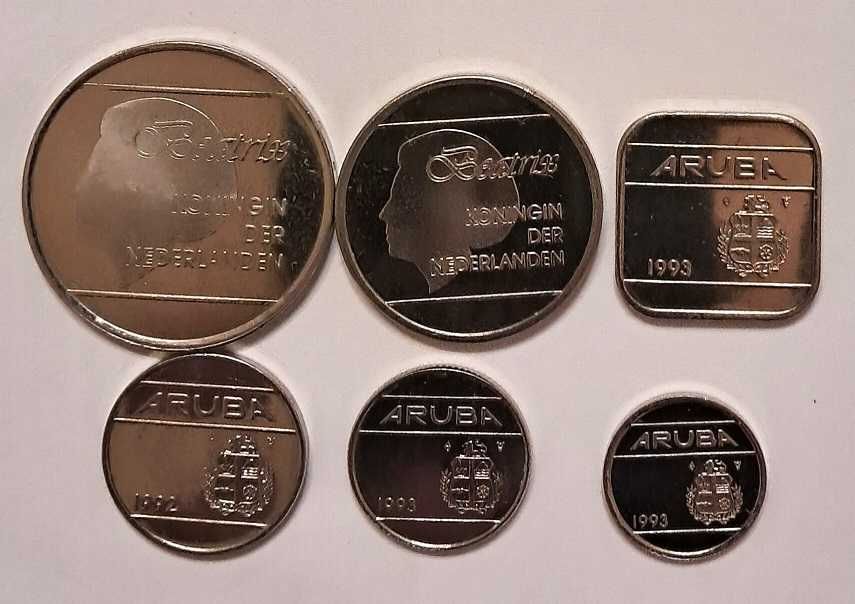 Beatrix
KONINGIN
DER
NEDERLANDEN
Beatrix
KONINGIN
DER
NEDERLANDEN
ARUBA
1993
ARUBA
1992
ARUBA
1993
ARUBA
1993